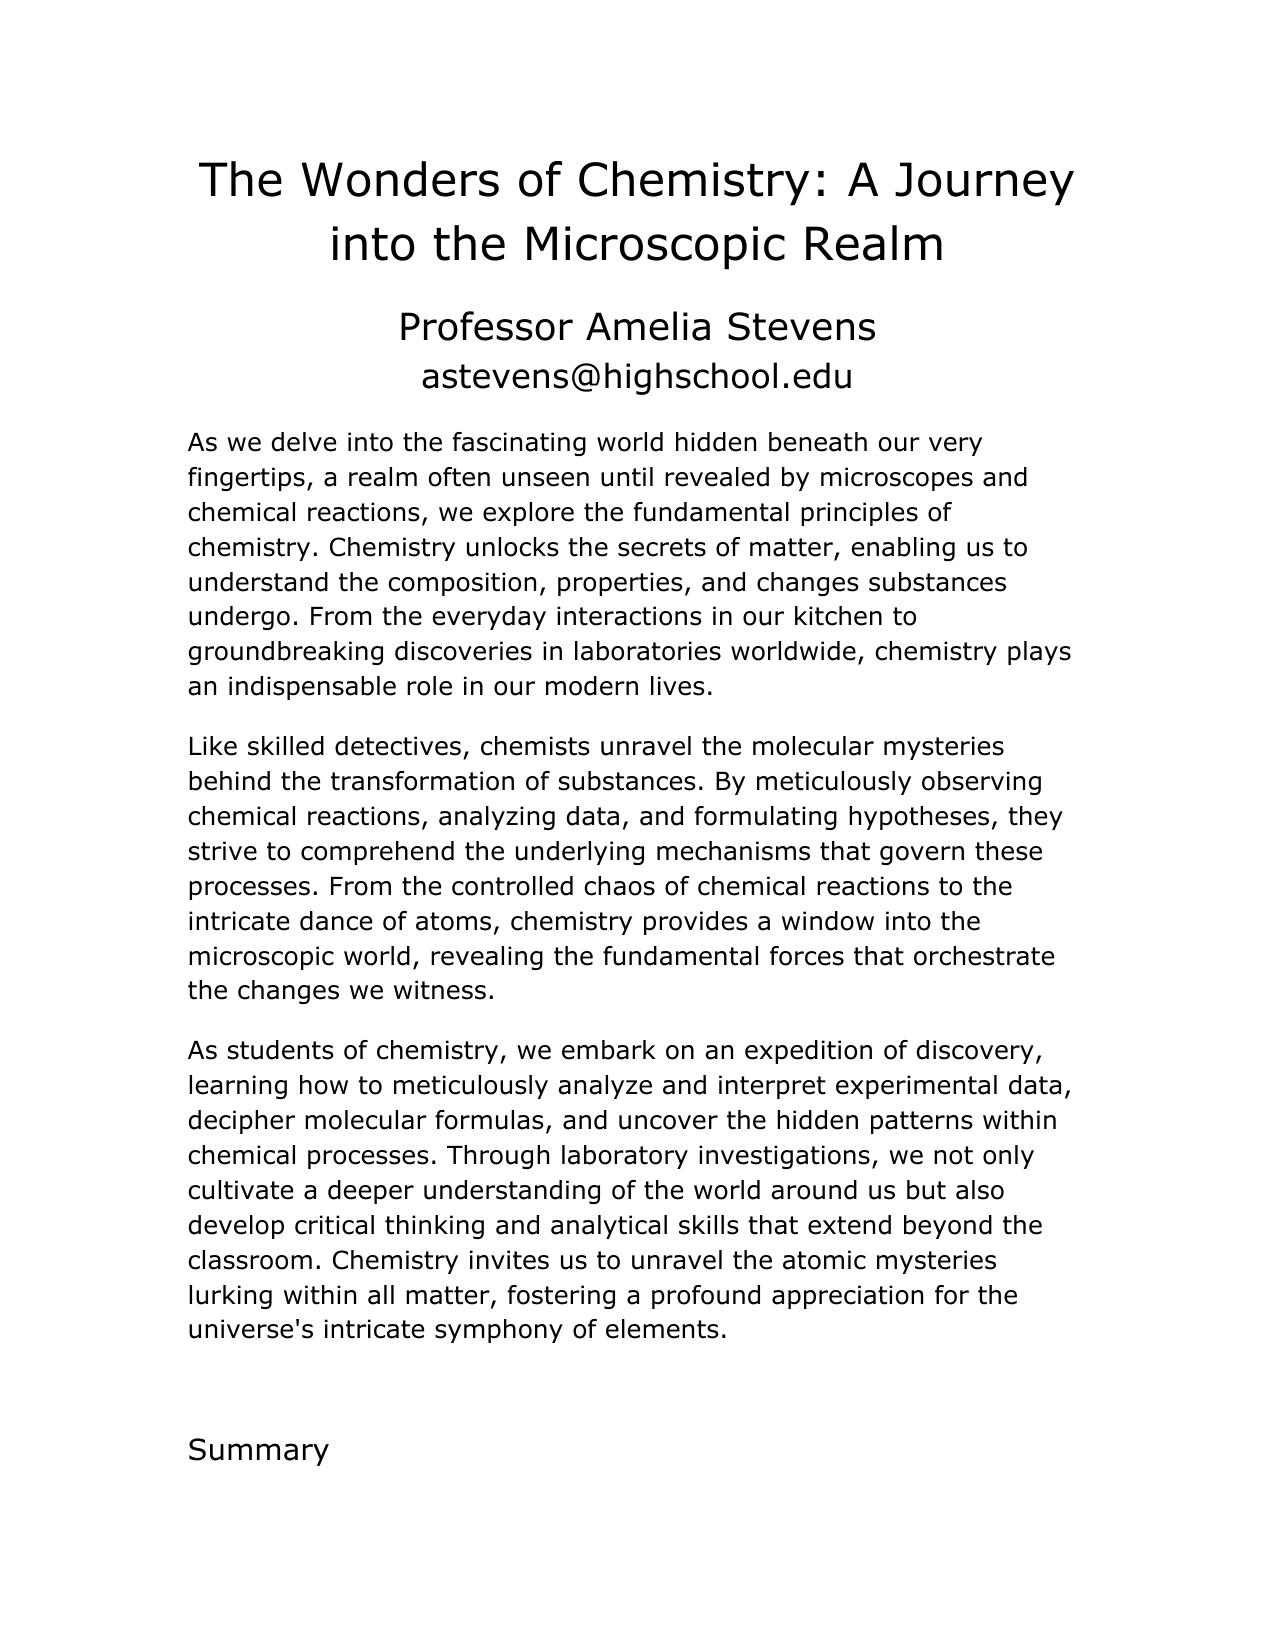 The Wonders of Chemistry: A Journey
into the Microscopic Realm
Professor Amelia Stevens
astevens@highschool.edu
As we delve into the fascinating world hidden beneath our very
fingertips, a realm often unseen until revealed by microscopes and
chemical reactions, we explore the fundamental principles of
chemistry. Chemistry unlocks the secrets of matter, enabling us to
understand the composition, properties, and changes substances
undergo. From the everyday interactions in our kitchen to
groundbreaking discoveries in laboratories worldwide, chemistry plays
an indispensable role in our modern lives.
Like skilled detectives, chemists unravel the molecular mysteries
behind the transformation of substances. By meticulously observing
chemical reactions, analyzing data, and formulating hypotheses, they
strive to comprehend the underlying mechanisms that govern these
processes. From the controlled chaos of chemical reactions to the
intricate dance of atoms, chemistry provides a window into the
microscopic world, revealing the fundamental forces that orchestrate
the changes we witness.
As students of chemistry, we embark on an expedition of discovery,
learning how to meticulously analyze and interpret experimental data,
decipher molecular formulas, and uncover the hidden patterns within
chemical processes. Through laboratory investigations, we not only
cultivate a deeper understanding of the world around us but also
develop critical thinking and analytical skills that extend beyond the
classroom. Chemistry invites us to unravel the atomic mysteries
lurking within all matter, fostering a profound appreciation for the
universe's intricate symphony of elements.
Summary